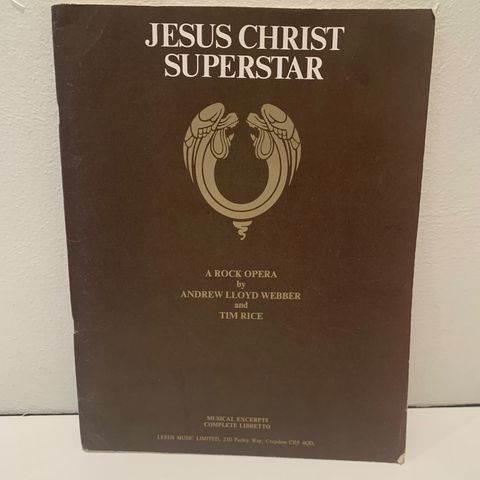 JESUS CHRIST
SUPERSTAR
A ROCK OPERA
by
ANDREW LLOYD WEBBER
and
TIM RICE
MUSICAL EXCERPTS
COMPLETE LIBRETTO
LEEDS MUSIC LIMITED, 230 Purley Way, Croydon CR9 4QD.